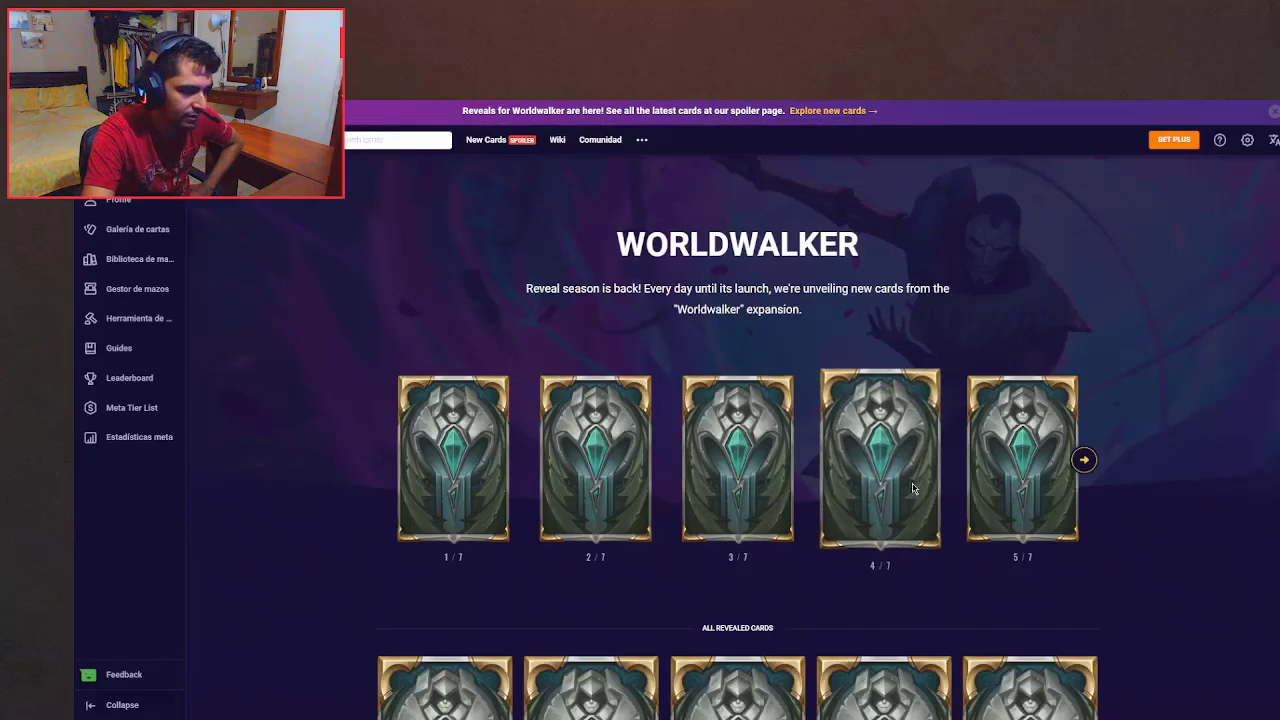 Reveals for Worldwalker are here! See all the latest cards at our spoiler page. Explore new cards →
New Cards SPOILER Wiki Comunidad ••• GET PLUS
WORLDWALKER
Reveal season is back! Every day until its launch, we're unveiling new cards from the
"Worldwalker" expansion.
Profile
Galería de cartas
Biblioteca de ma...
Gestor de mazos
Herramienta de ...
Guides
Leaderboard
Meta Tier List
Estadísticas meta
1 / 7
2 / 7
3 / 7
4 / 7
5 / 7
ALL REVEALED CARDS
Feedback
Collapse